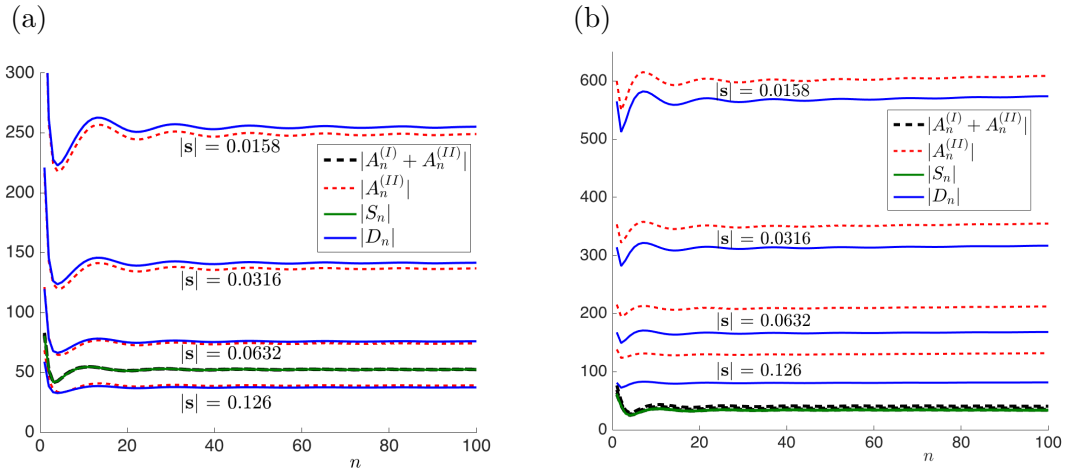 (a)
300
250
200
150
100
50
0
|s| = 0.0158
|A_n^{(I)} + A_n^{(II)}|
|A_n^{(II)}|
|S_n|
|D_n|
|s| = 0.0316
|s| = 0.0632
|s| = 0.126
0 20 40 60 80 100
n
(b)
600
500
400
300
200
100
0
|s| = 0.0158
|A_n^{(I)} + A_n^{(II)}|
|A_n^{(II)}|
|S_n|
|D_n|
|s| = 0.0316
|s| = 0.0632
|s| = 0.126
0 20 40 60 80 100
n